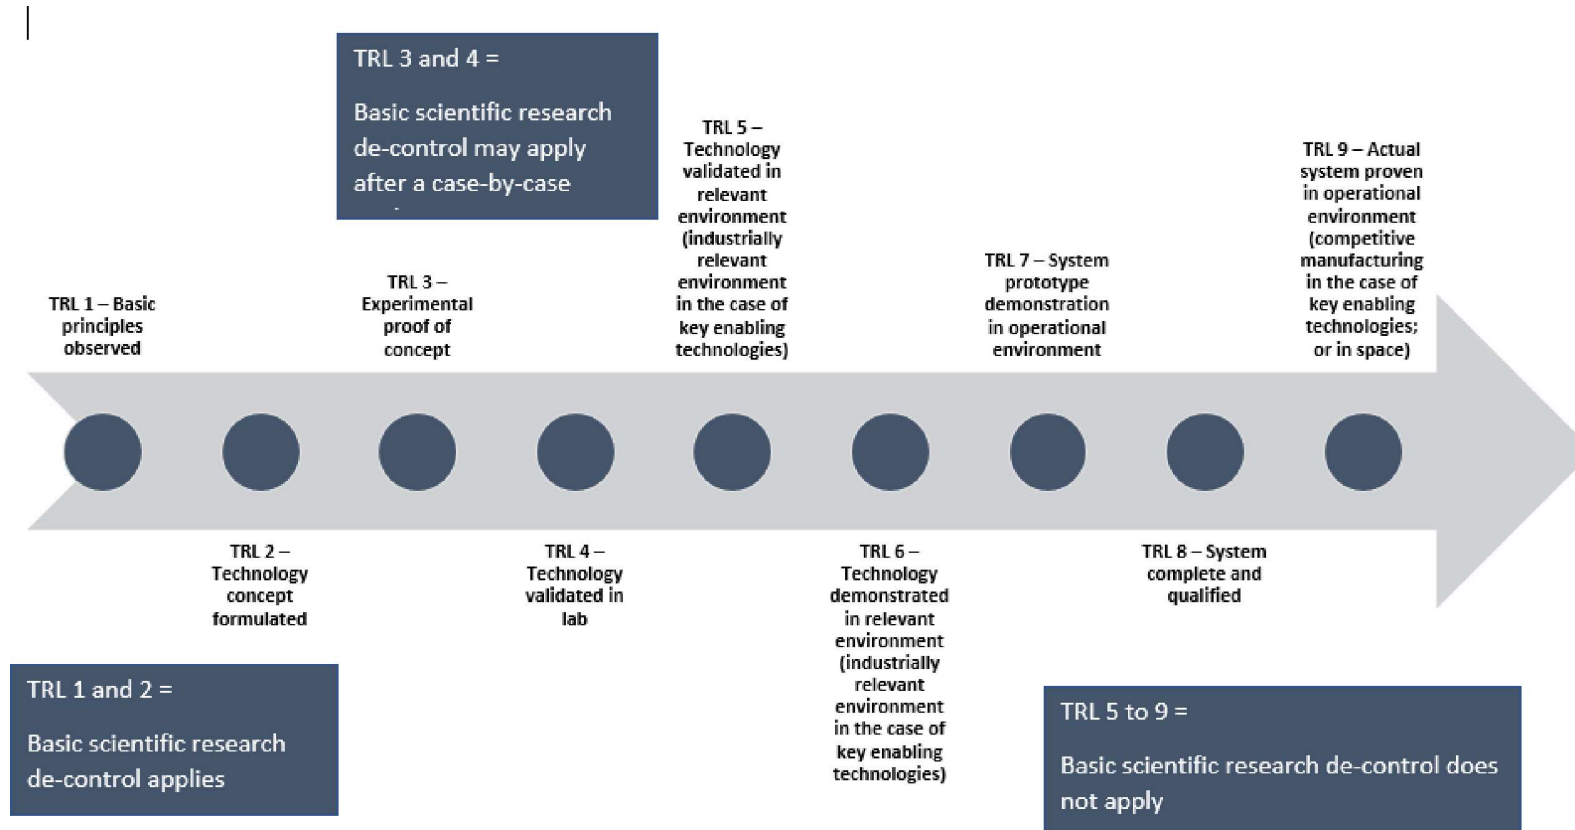 TRL 3 and 4 =
Basic scientific research
de-control may apply
after a case-by-case
TRL 1 – Basic
principles
observed
TRL 3 –
Experimental
proof of
concept
TRL 5 –
Technology
validated in
relevant
environment
(industrially
relevant
environment
in the case of
key enabling
technologies)
TRL 7 – System
prototype
demonstration
in operational
environment
TRL 9 – Actual
system proven
in operational
environment
(competitive
manufacturing
in the case of
key enabling
technologies;
or in space)
TRL 2 –
Technology
concept
formulated
TRL 4 –
Technology
validated in
lab
TRL 6 –
Technology
demonstrated
in relevant
environment
(industrially
relevant
environment
in the case of
key enabling
technologies)
TRL 8 – System
complete and
qualified
TRL 1 and 2 =
Basic scientific research
de-control applies
TRL 5 to 9 =
Basic scientific research de-control does
not apply